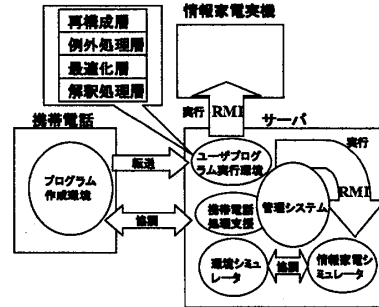 再構成層
例外処理層
最適化層
解釈処理層
情報家電実機
実行
RMI
携帯電話
サーバ
プログラム
作成環境
転送
協調
ユーザプログ
ラム実行環境
携帯電話
処理支援
管理システム
実行
RMI
環境シミュ
レータ
協調
情報家電シ
ミュレータ